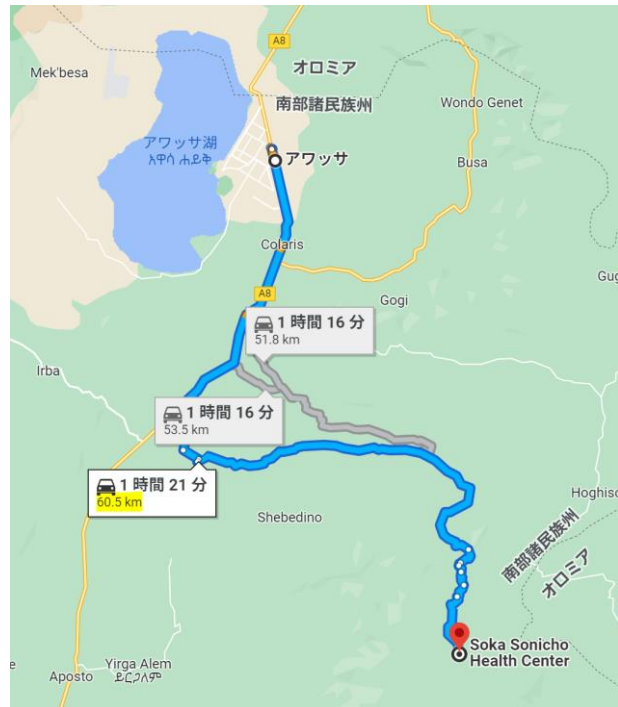 A8
オロミア
Mek'besa
南部諸民族州
Wondo Genet
アワッサ湖
አዋሳ ሐይቅ
アワッサ
Busa
Colaris
Gug
A8
Gogi
1 時間 16 分
51.8 km
Irba
1 時間 16 分
53.5 km
1 時間 21 分
60.5 km
Hoghiso
Shebedino
南部諸民族州
オロミア
Soka Sonicho
Health Center
e
Yirga Alem
ይርጋለም
Aposto